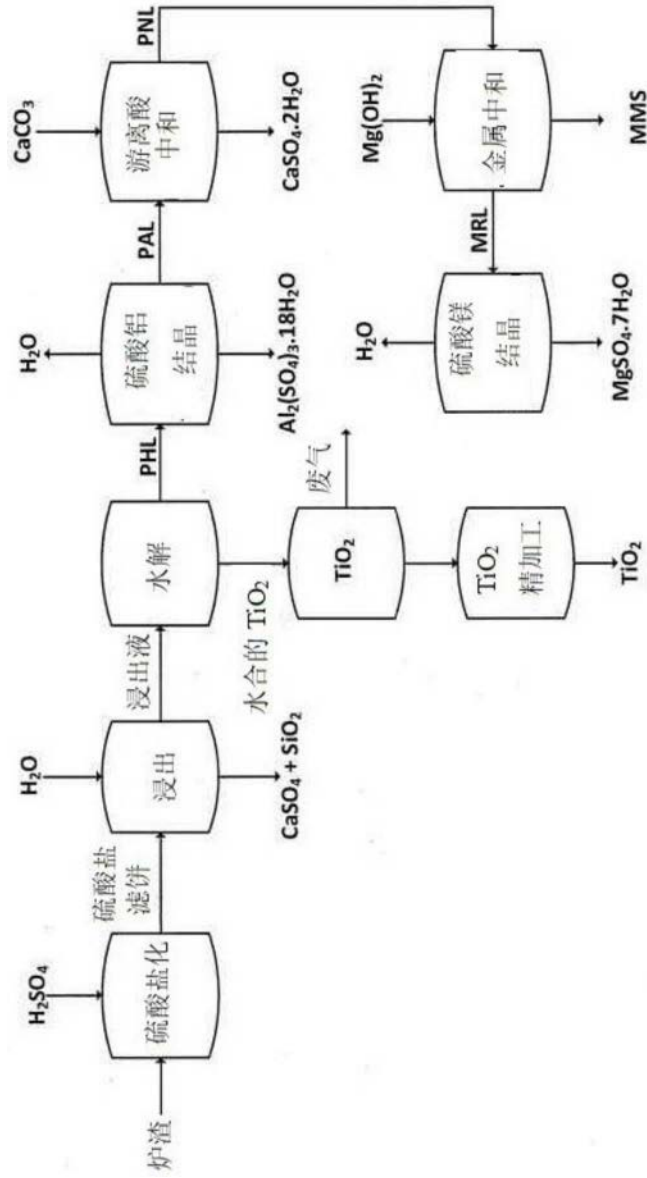 炉渣
H₂SO₄
硫酸盐化
硫酸盐
滤饼
H₂O
浸出
CaSO₄ + SiO₂
浸出液
水解
水合的 TiO₂
TiO₂
废气
TiO₂
精加工
TiO₂
PHL
H₂O
硫酸铝
结晶
Al₂(SO₄)₃.18H₂O
PAL
CaCO₃
游离酸
中和
CaSO₄.2H₂O
PNL
Mg(OH)₂
金属中和
MMS
MRL
H₂O
硫酸镁
结晶
MgSO₄.7H₂O